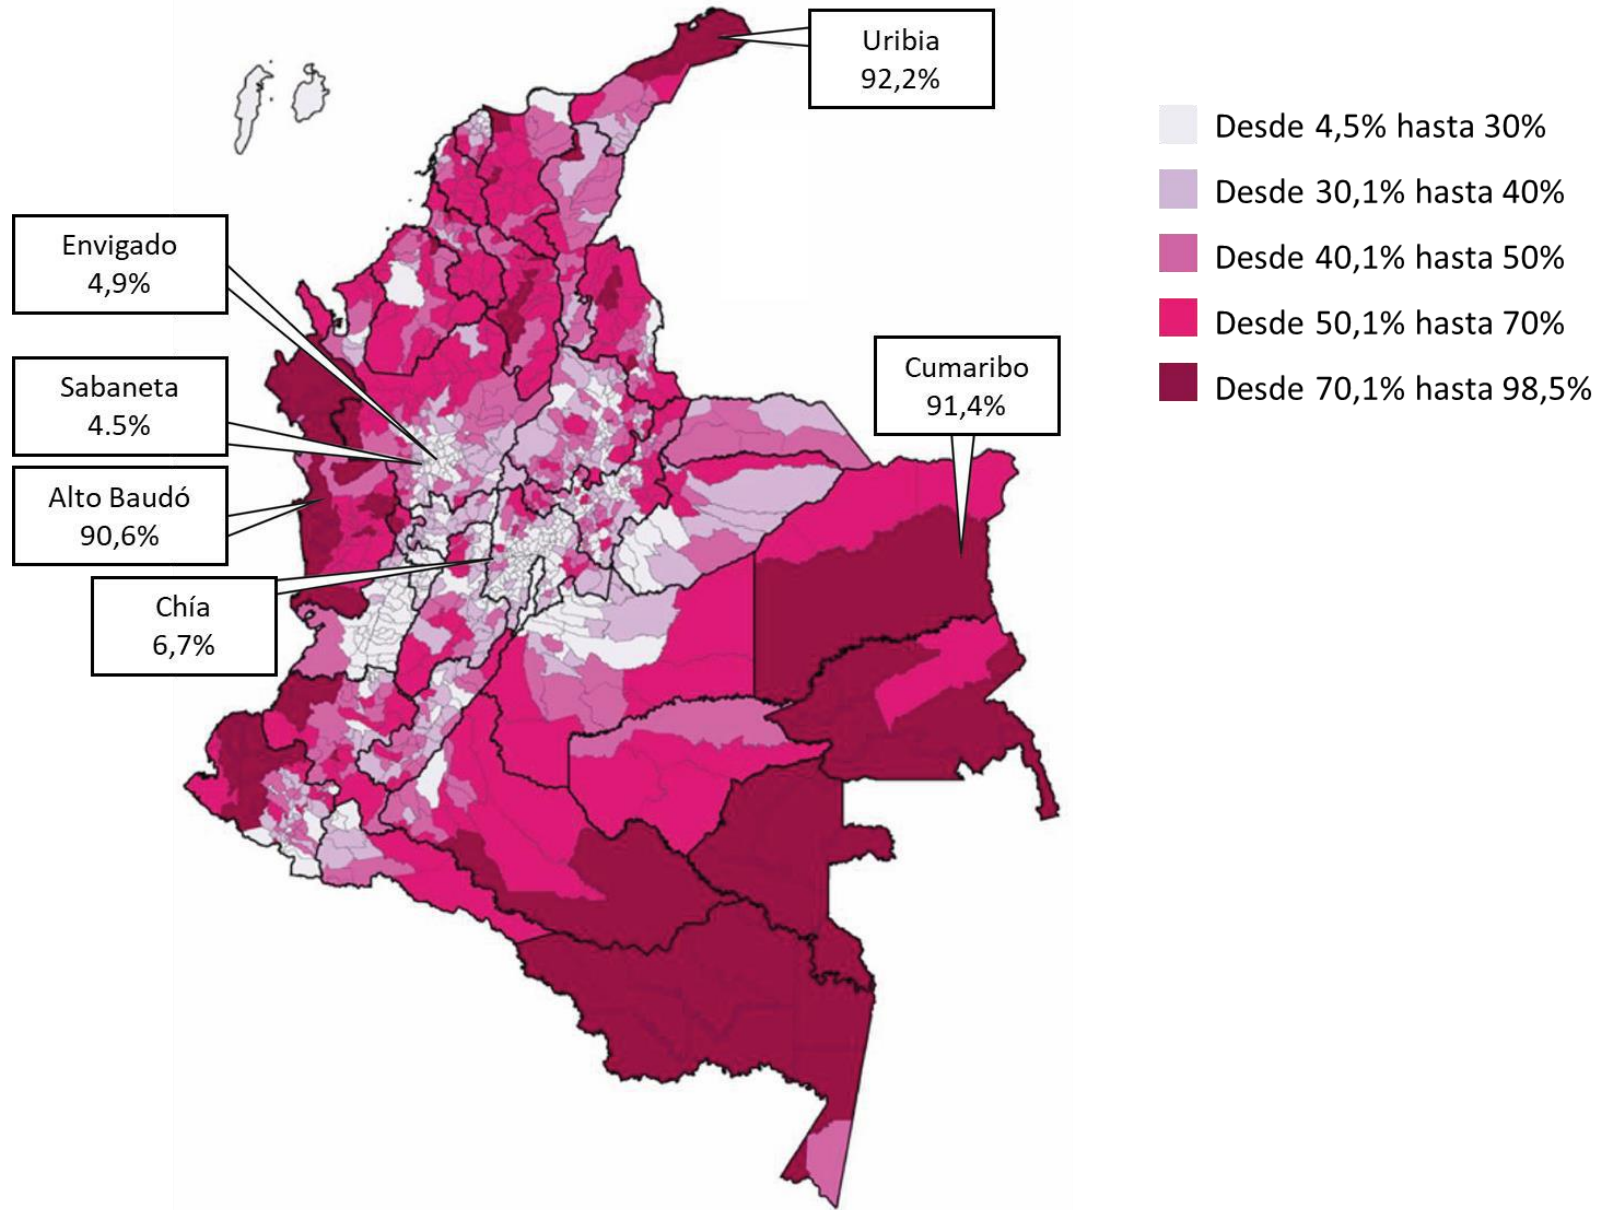 Uribia
92,2%
Desde 4,5% hasta 30%
Desde 30,1% hasta 40%
Desde 40,1% hasta 50%
Desde 50,1% hasta 70%
Desde 70,1% hasta 98,5%
Envigado
4,9%
Sabaneta
4.5%
Alto Baudó
90,6%
Chía
6,7%
Cumaribo
91,4%